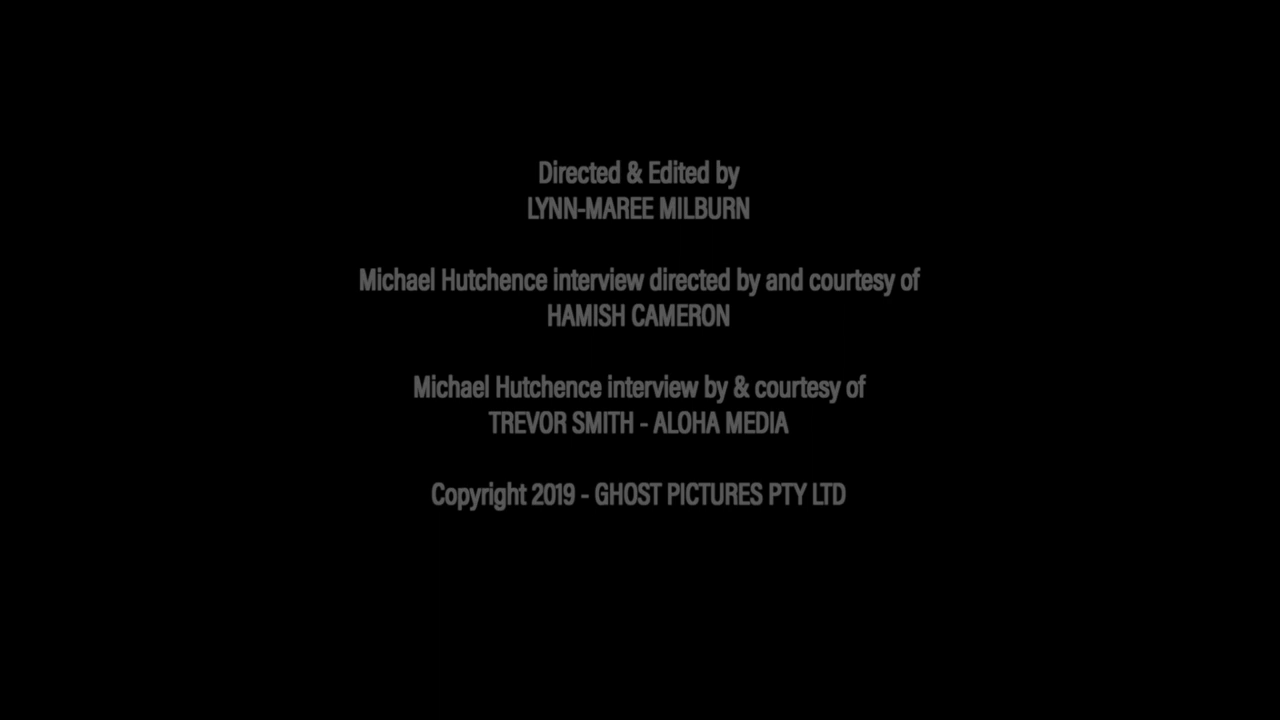 Directed & Edited by
LYNN-MAREE MILBURN
Michael Hutchence interview directed by and courtesy of
HAMISH CAMERON
Michael Hutchence interview by & courtesy of
TREVOR SMITH - ALOHA MEDIA
Copyright 2019 - GHOST PICTURES PTY LTD